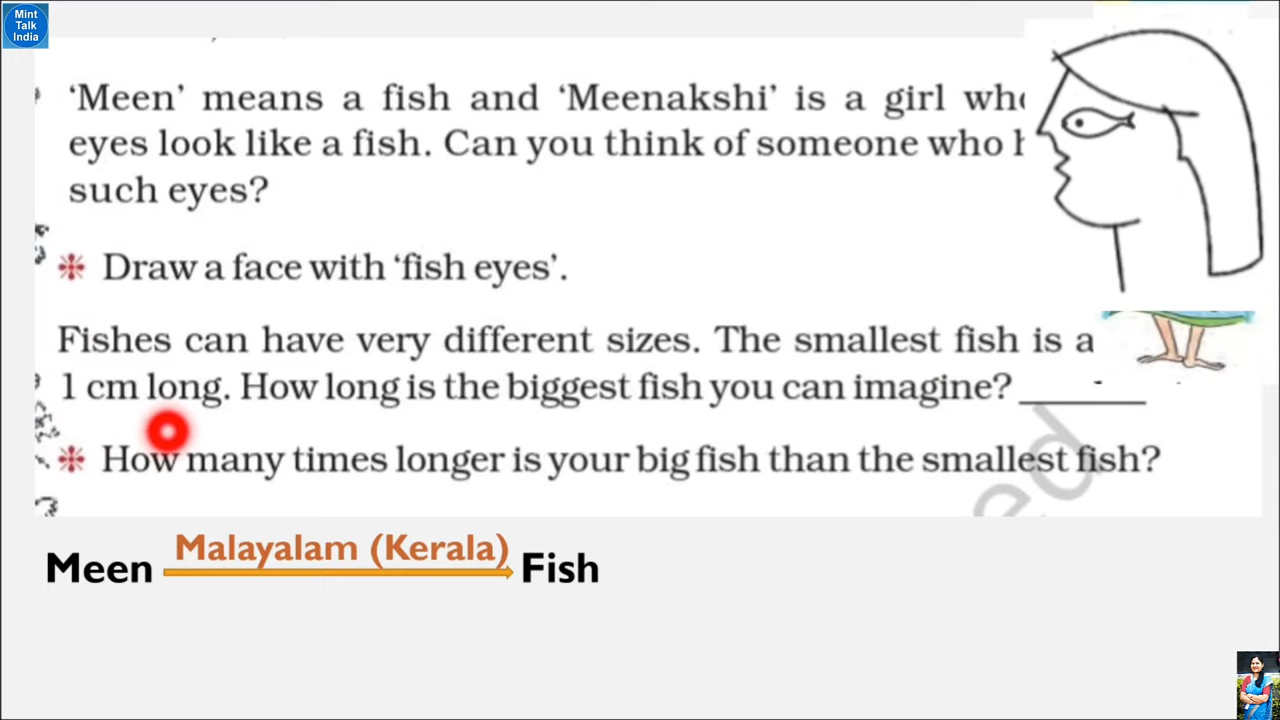 Mint
Talk
India
‘Meen’ means a fish and ‘Meenakshi’ is a girl
eyes look like a fish. Can you think of someone who
such eyes?
Draw a face with ‘fish eyes’.
Fishes can have very different sizes. The smallest fish is a
1 cm long. How long is the biggest fish you can imagine? ________
How many times longer is your big fish than the smallest fish?
Malayalam (Kerala)
Meen Fish